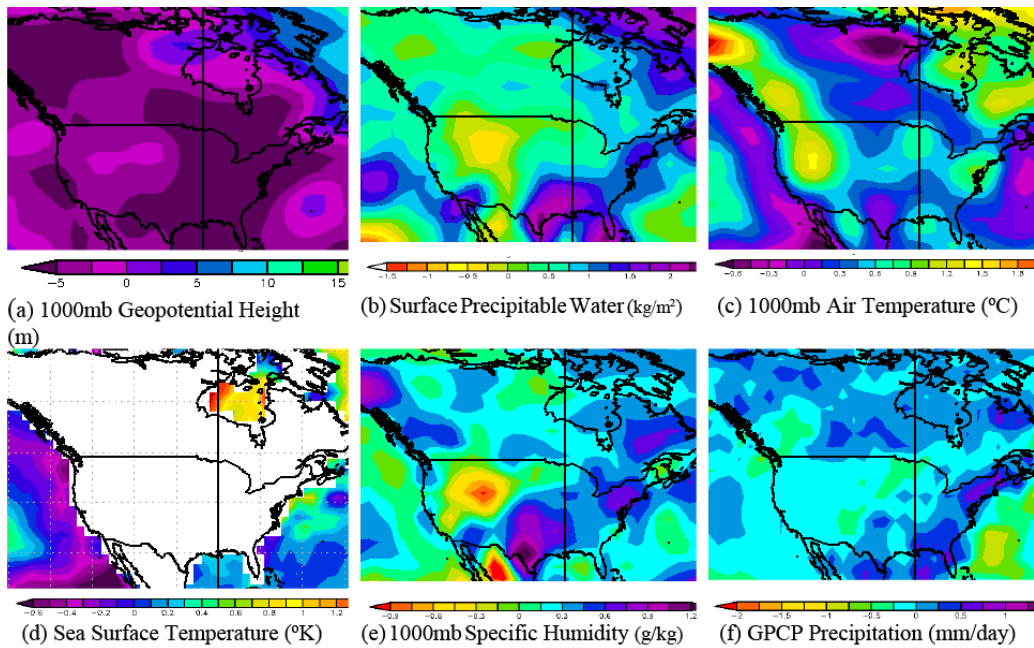 −5 0 5 10 15
−1.5 −1 −0.5 0 0.5 1 1.5 2
−0.6 −0.3 0 0.3 0.6 0.9 1.2 1.5 1.8
(a) 1000mb Geopotential Height
(m)
(b) Surface Precipitable Water (kg/m²)
(c) 1000mb Air Temperature (ºC)
−0.6 −0.4 −0.2 0 0.2 0.4 0.6 0.8 1 1.2
−0.9 −0.6 −0.3 0 0.3 0.6 0.9 1.2
−2 −1.5 −1 −0.5 0 0.5 1
(d) Sea Surface Temperature (ºK)
(e) 1000mb Specific Humidity (g/kg)
(f) GPCP Precipitation (mm/day)